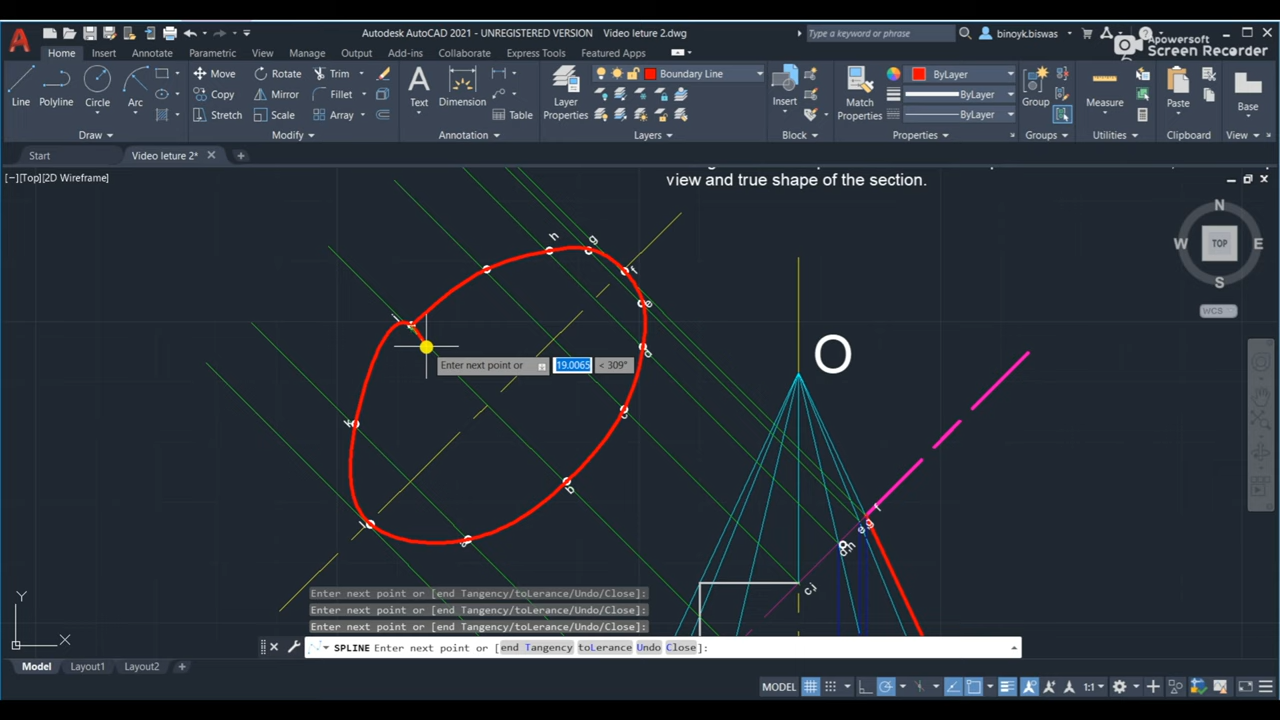 Autodesk AutoCAD 2021 - UNREGISTERED VERSION Video leture 2.dwg
Type a keyword or phrase
binoyk.biswas
Apowersoft
Screen Recorder
Home Insert Annotate Parametric View Manage Output Add-ins Collaborate Express Tools Featured Apps
Line Polyline Circle Arc
Move Rotate Trim
Copy Mirror Fillet
Stretch Scale Array
Text Dimension Table
Layer Properties
Boundary Line
Insert
Match Properties
ByLayer
ByLayer
ByLayer
Group
Measure
Paste
Base
Draw Modify Annotation Layers Block Properties Groups Utilities Clipboard View
Start Video leture 2*
[–][Top][2D Wireframe]
view and true shape of the section.
N
W TOP E
S
WCS
h g
f
e
d
c
b
a
l
k
j
O
Enter next point or 19.0065 < 309°
f
e g
c j
Enter next point or [end Tangency/toLerance/Undo/Close]:
Enter next point or [end Tangency/toLerance/Undo/Close]:
Enter next point or [end Tangency/toLerance/Undo/Close]:
SPLINE Enter next point or [end Tangency toLerance Undo Close]:
Y
X
Model Layout1 Layout2
MODEL 1:1